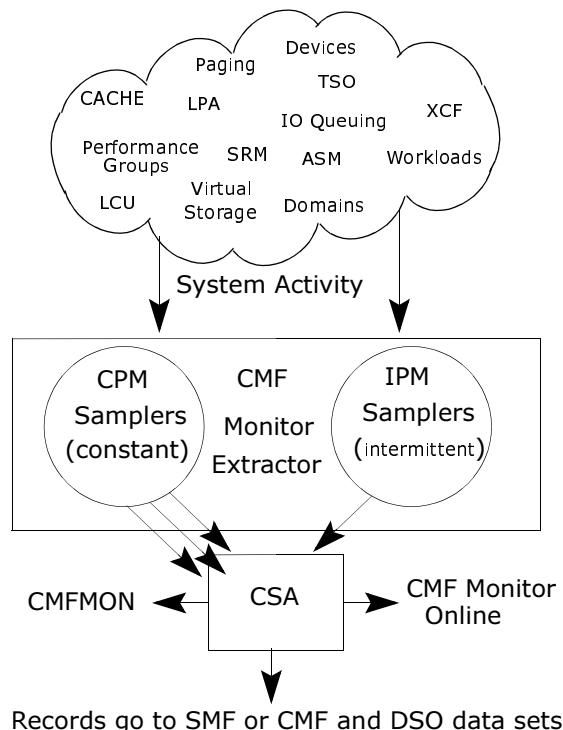 Devices
Paging
TSO
CACHE
LPA
XCF
IO Queuing
Performance
Groups
SRM
ASM
Workloads
Virtual
Storage
LCU
Domains
System Activity
CPM
Samplers
(constant)
CMF
Monitor
Extractor
IPM
Samplers
(intermittent)
CMFMON
CSA
CMF Monitor
Online
Records go to SMF or CMF and DSO data sets